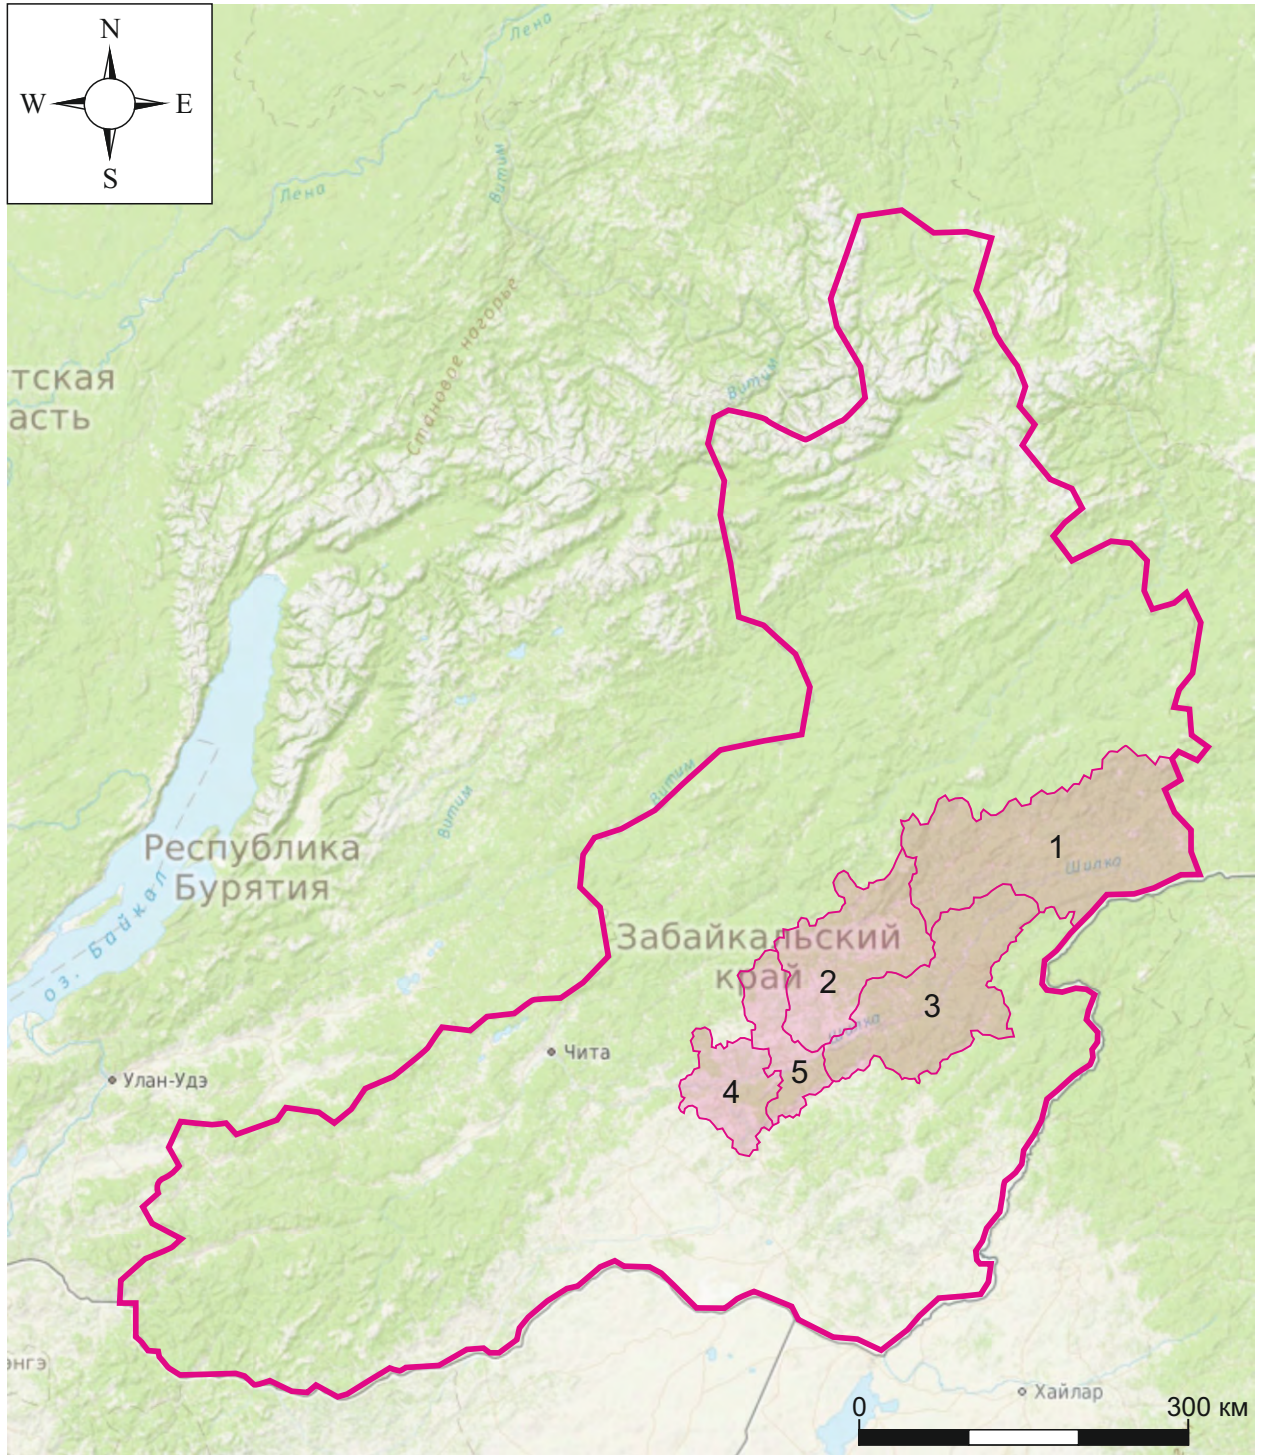 N
W E
S
Лена
Лена
Витим
Становое нагорье
Витим
тская
асть
Витим
Витим
Республика
Бурятия
оз. Байкал
Забайкальский
край
Шилка
Шилка
1
2
3
4
5
Чита
Улан-Удэ
энгэ
Хайлар
0 300 км